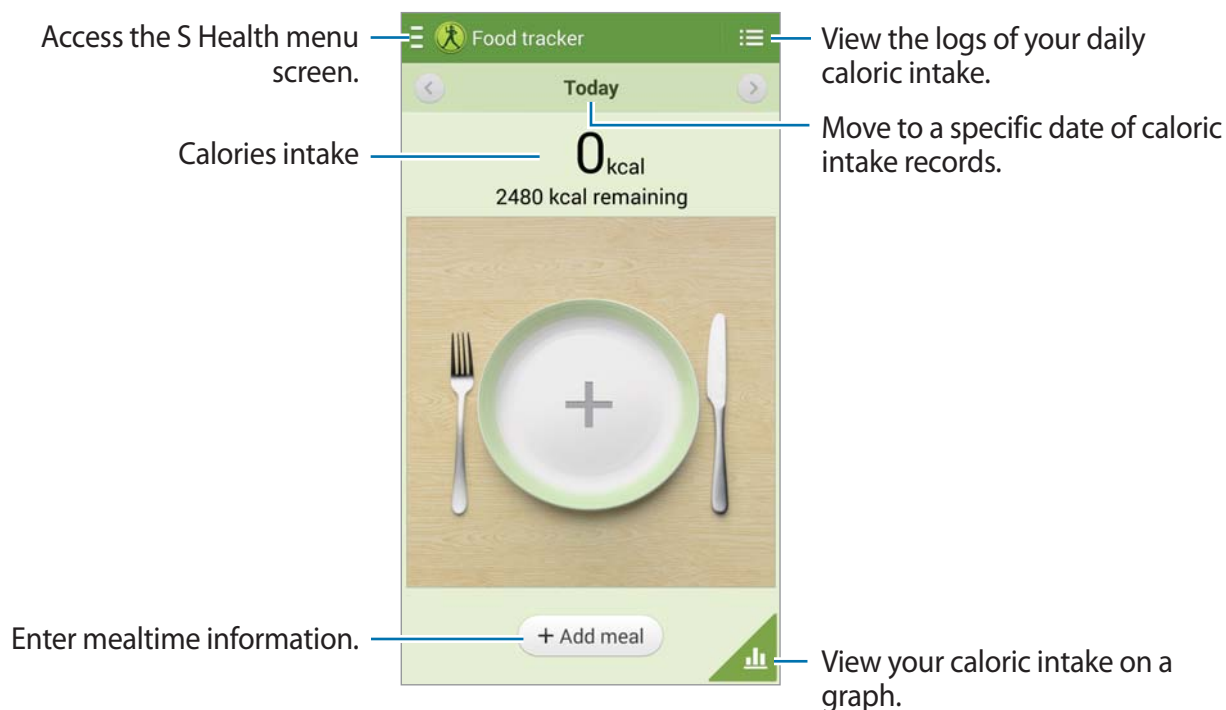 Access the S Health menu
screen.
Food tracker
View the logs of your daily
caloric intake.
Today
Move to a specific date of caloric
intake records.
Calories intake
0 kcal
2480 kcal remaining
Enter mealtime information.
+ Add meal
View your caloric intake on a
graph.